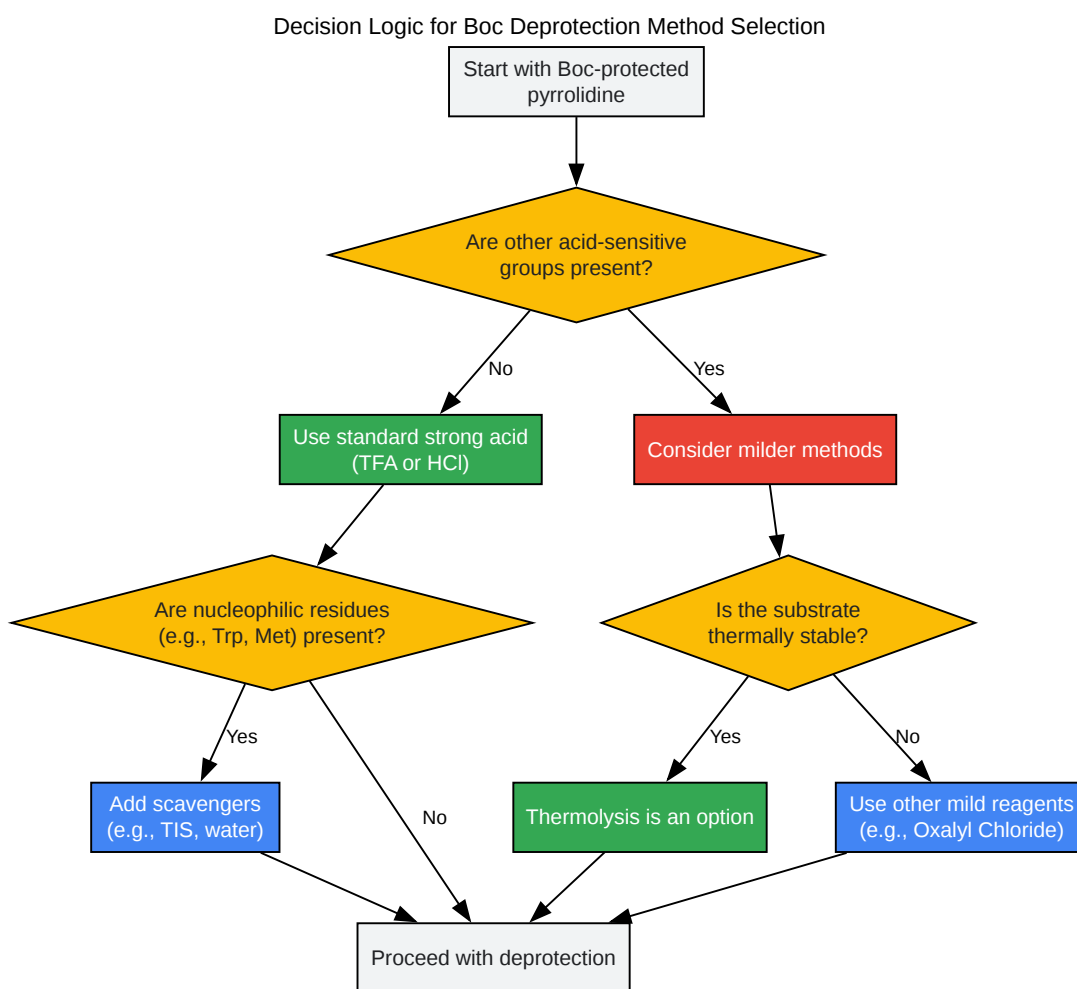 Decision Logic for Boc Deprotection Method Selection
Start with Boc-protected
pyrrolidine
Are other acid-sensitive
groups present?
No
Yes
Use standard strong acid
(TFA or HCl)
Consider milder methods
Are nucleophilic residues
(e.g., Trp, Met) present?
Is the substrate
thermally stable?
Yes
No
Yes
No
Add scavengers
(e.g., TIS, water)
Thermolysis is an option
Use other mild reagents
(e.g., Oxalyl Chloride)
Proceed with deprotection